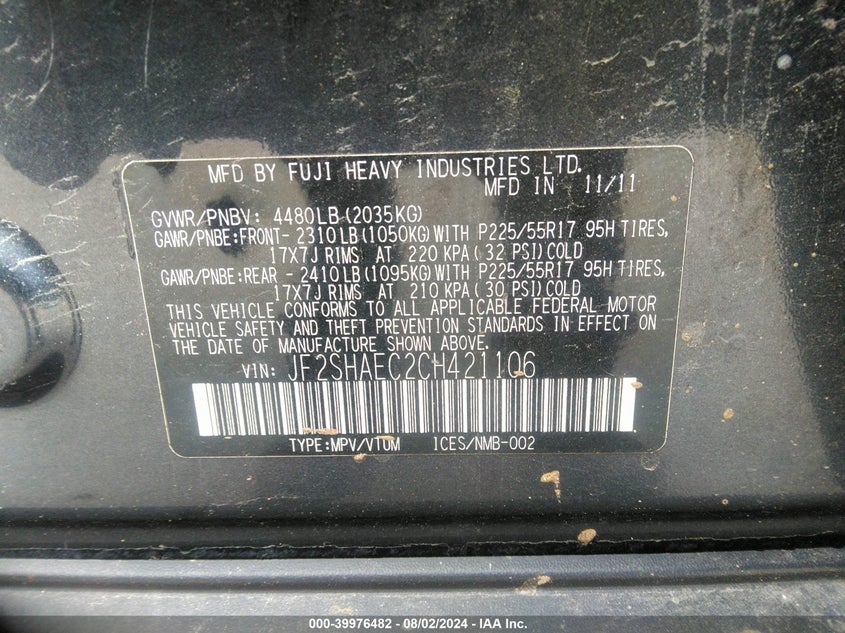 MFD BY FUJI HEAVY INDUSTRIES LTD.
MFD IN 11/11
GVWR/PNBV: 4480LB(2035KG)
GAWR/PNBE:FRONT- 2310LB(1050KG)WITH P225/55R17 95H TIRES,
17X7J RIMS AT 220 KPA( 32 PSI)COLD
GAWR/PNBE:REAR - 2410LB(1095KG)WITH P225/55R17 95H TIRES,
17X7J RIMS AT 210 KPA( 30 PSI)COLD
THIS VEHICLE CONFORMS TO ALL APPLICABLE FEDERAL MOTOR
VEHICLE SAFETY AND THEFT PREVENTION STANDARDS IN EFFECT ON
THE DATE OF MANUFACTURE SHOWN ABOVE.
VIN: JF2SHAEC2CH421106
TYPE:MPV/VTUM ICES/NMB-002
000-39976482 - 08/02/2024 - IMAGE 9